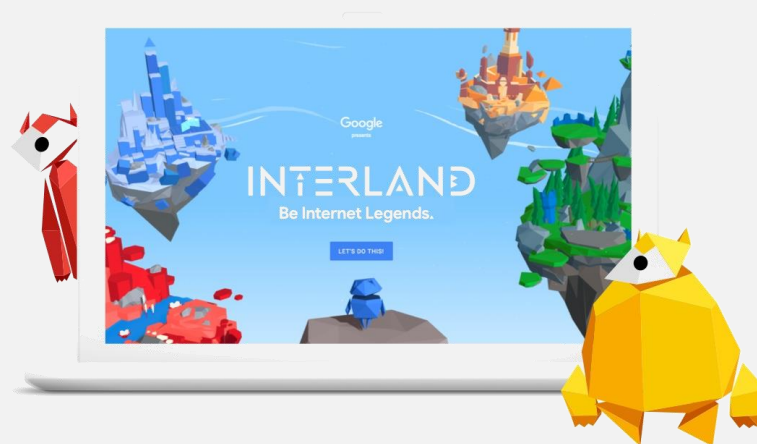 Google
presents
INTERLAND
Be Internet Legends.
LET'S DO THIS!